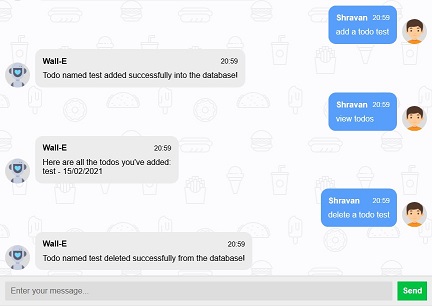 Shravan 20:59
add a todo test
Wall-E 20:59
Todo named test added successfully into the database!
Shravan 20:59
view todos
Wall-E 20:59
Here are all the todos you've added:
test - 15/02/2021
Shravan 20:59
delete a todo test
Wall-E 20:59
Todo named test deleted successfully from the database!
Enter your message... Send